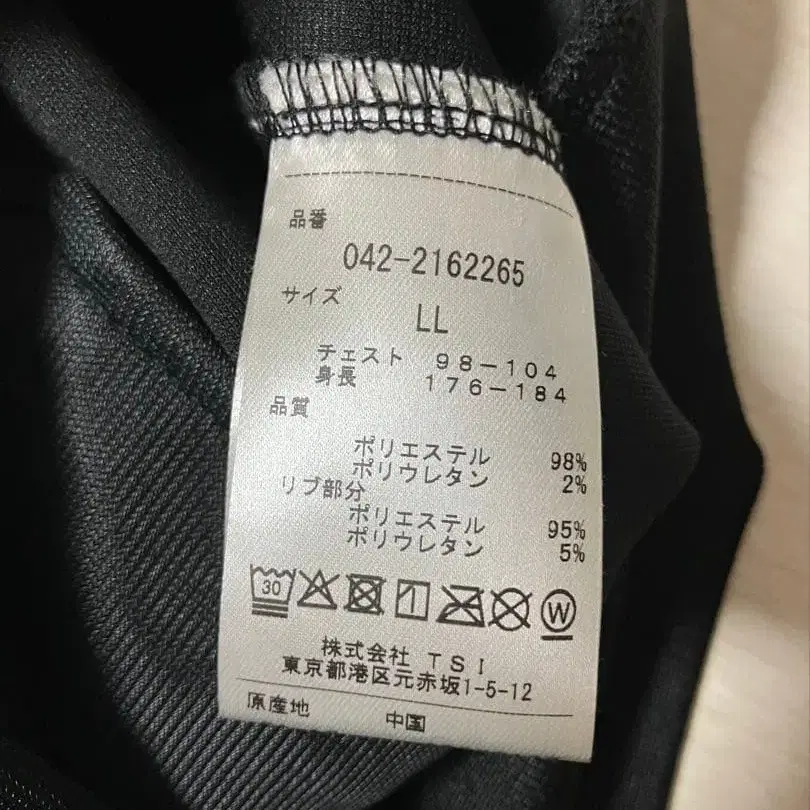 品番
042-2162265
サイズ
LL
チェスト 98-104
身長 176-184
品質
ポリエステル 98%
ポリウレタン 2%
リブ部分
ポリエステル 95%
ポリウレタン 5%
30 W
株式会社 TSI
東京都港区元赤坂1-5-12
原産地 中国